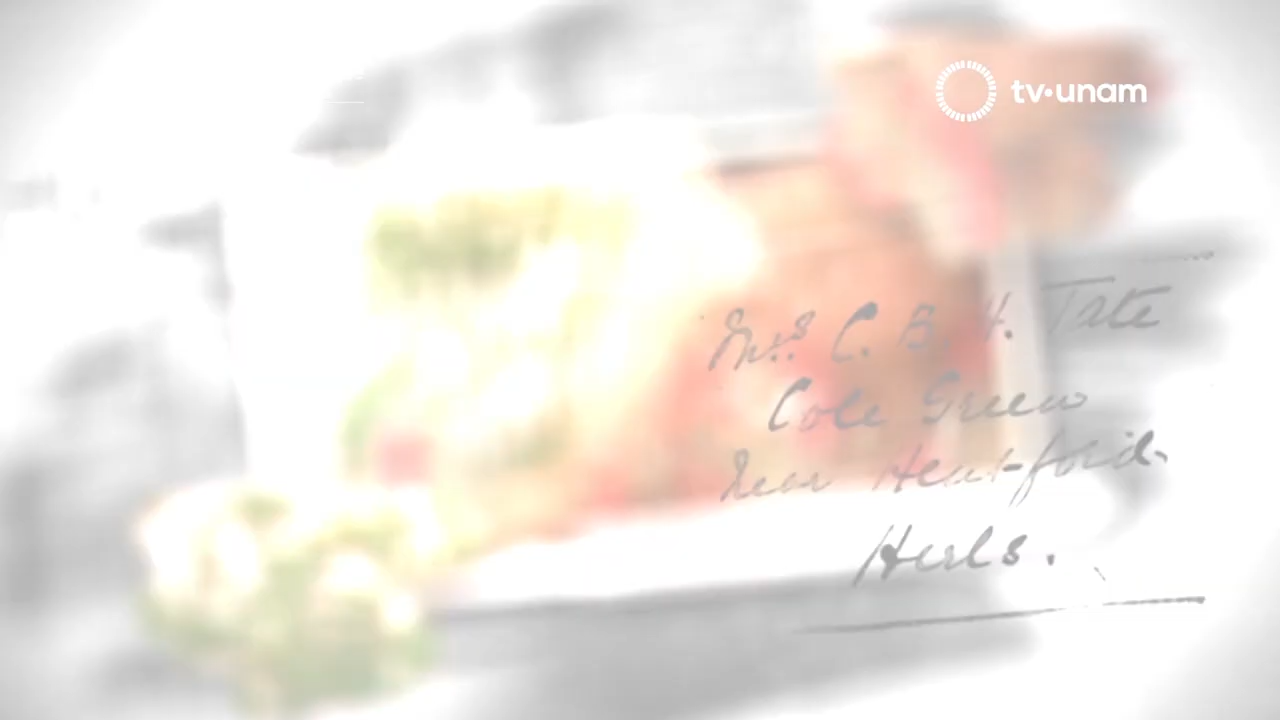 tv•unam
Mrs. C. B. H. Tate
Cole Green
Near Hertford.
Herts.